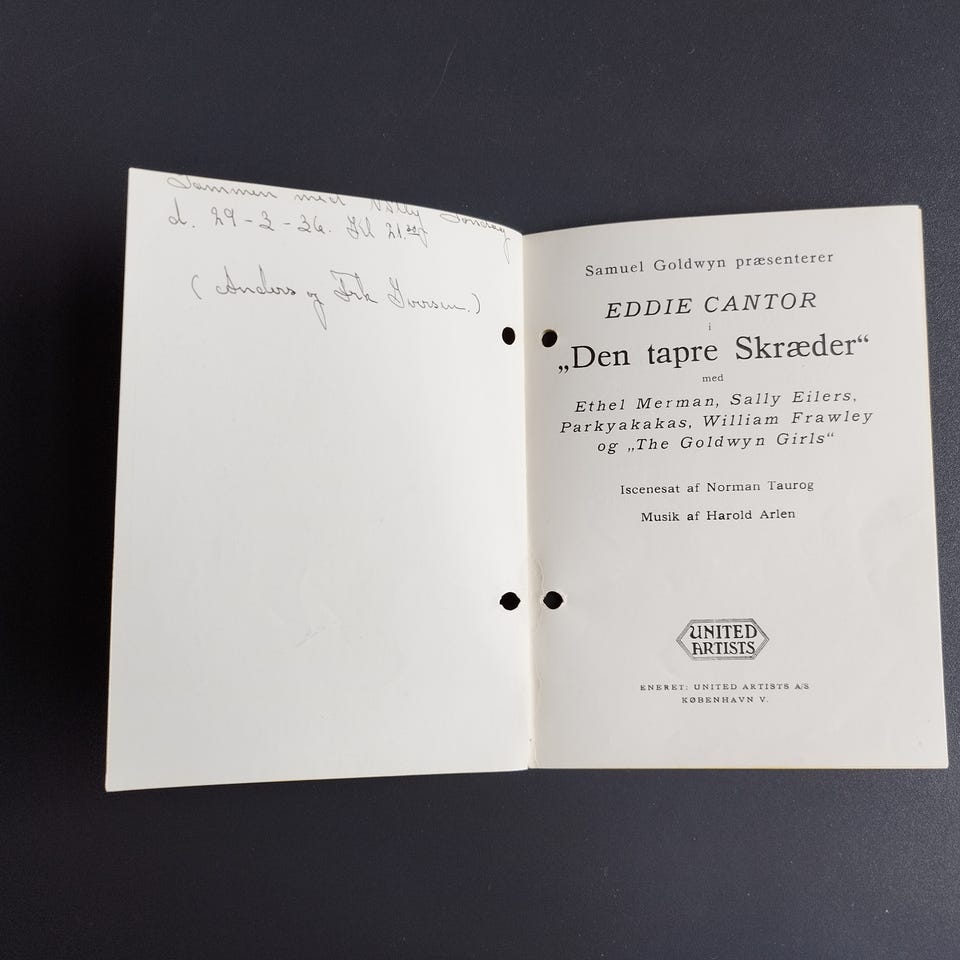 Sammen med Willy Søndag
d. 29-3-36. Kl 21.
(Anders og Frk Iversen.)
Samuel Goldwyn præsenterer
EDDIE CANTOR
i
„Den tapre Skræder“
med
Ethel Merman, Sally Eilers,
Parkyakakas, William Frawley
og „The Goldwyn Girls“
Iscenesat af Norman Taurog
Musik af Harold Arlen
UNITED
ARTISTS
ENERET: UNITED ARTISTS A/S
KØBENHAVN V.